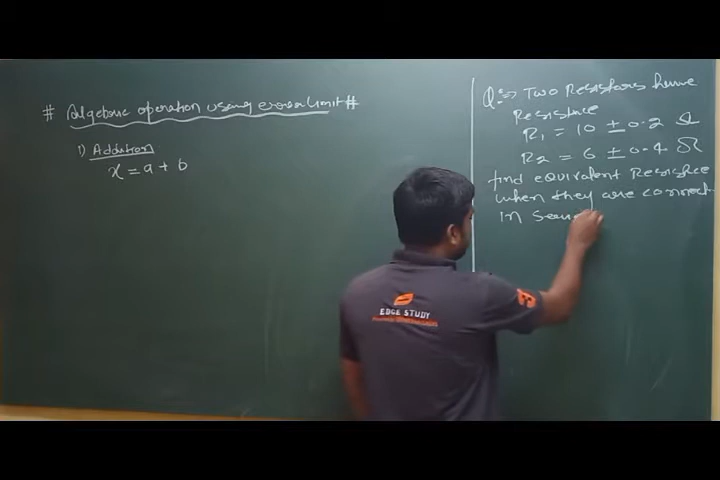 # Algebraic operation using error limit #
1) Addition
x = a + b
Q:⇒ Two Resistors have
Resistance
R1 = 10 ± 0.2 Ω
R2 = 6 ± 0.4 Ω
find equivalent Resistance
when they are connect
in
EDGE STUDY